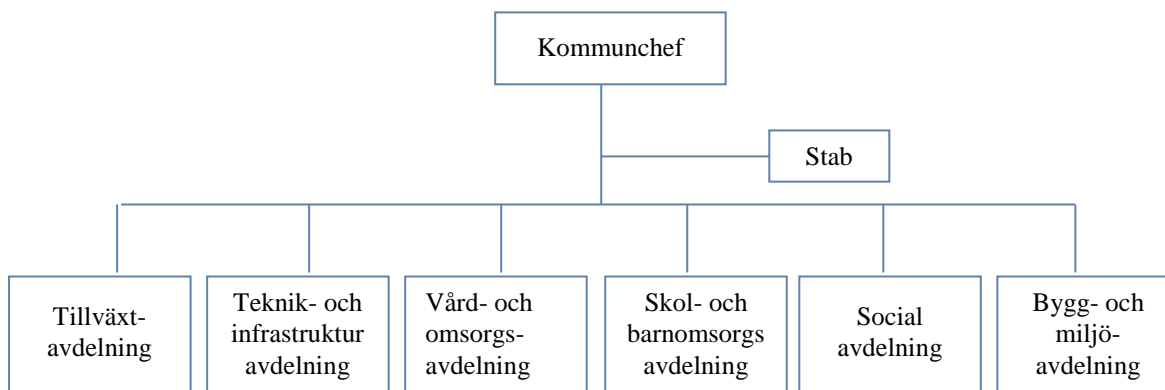 Kommunchef
Stab
Tillväxt-
avdelning
Teknik- och
infrastruktur
avdelning
Vård- och
omsorgs-
avdelning
Skol- och
barnomsorgs
avdelning
Social
avdelning
Bygg- och
miljö-
avdelning